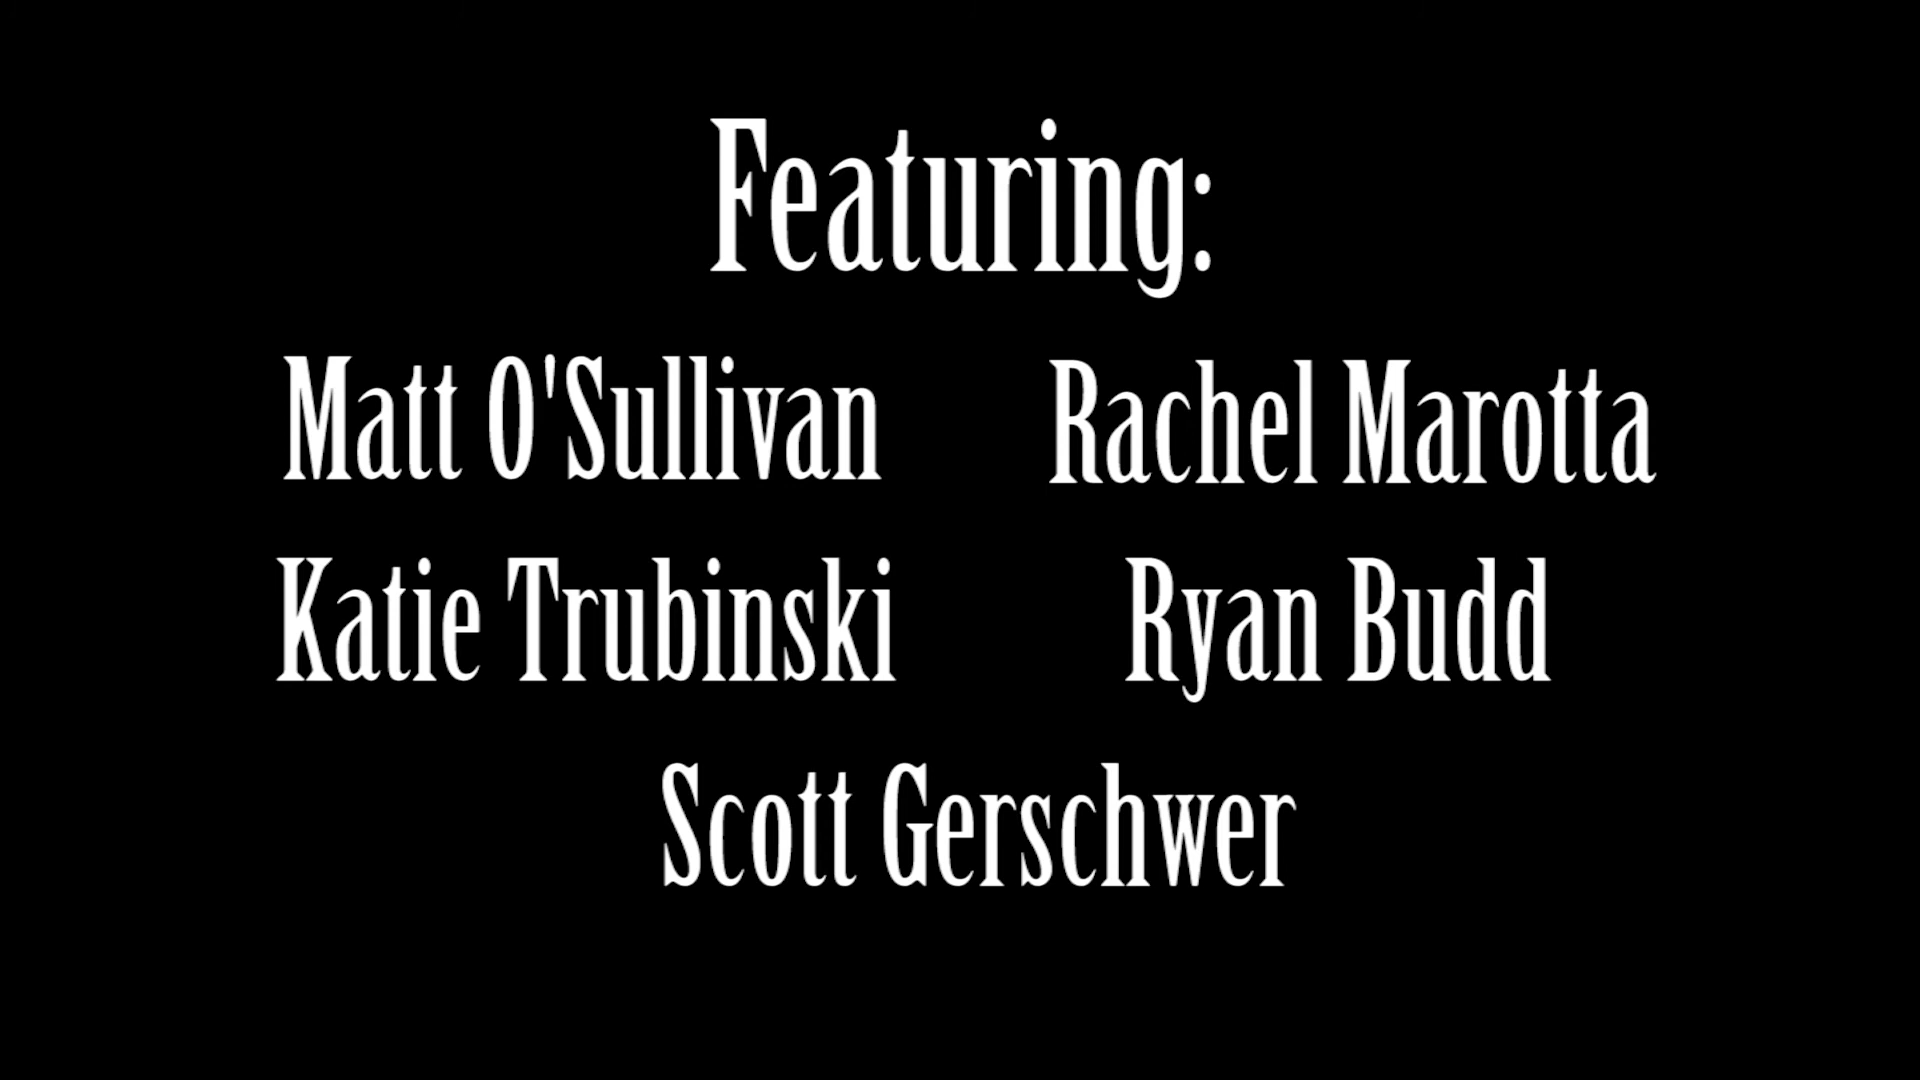 Featuring:
Matt O'Sullivan Rachel Marotta
Katie Trubinski Ryan Budd
Scott Gerschwer